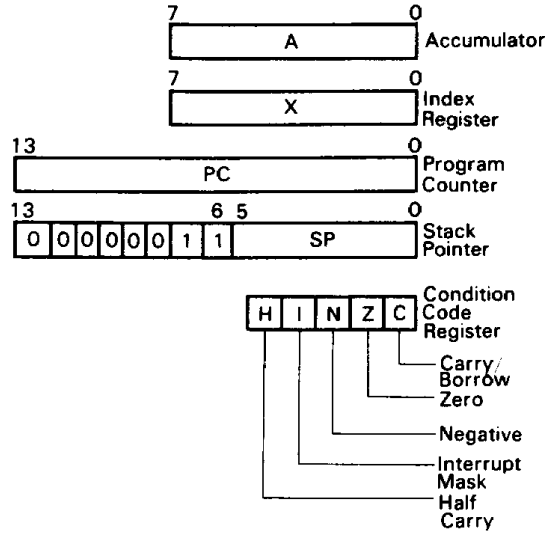 7 0
A Accumulator
7 0
X Index
Register
13 0
PC Program
Counter
13 6 5 0
0 0 0 0 0 0 1 1 SP Stack
Pointer
Condition
H I N Z C Code
Register
Carry/
Borrow
Zero
Negative
Interrupt
Mask
Half
Carry